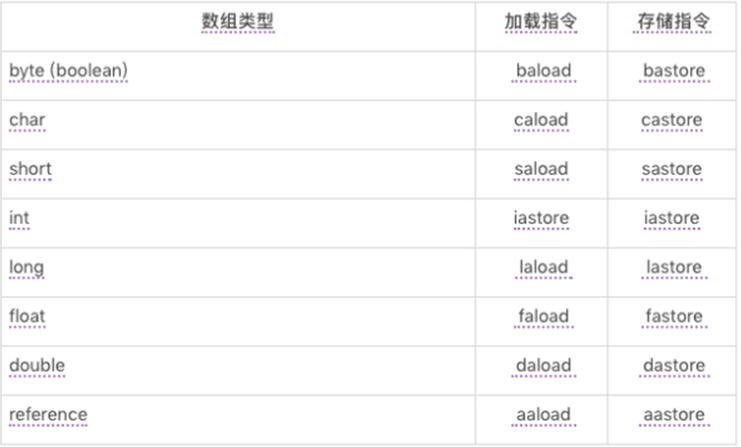 数组类型 加载指令 存储指令
byte (boolean) baload bastore
char caload castore
short saload sastore
int iastore iastore
long laload lastore
float faload fastore
double daload dastore
reference aaload aastore